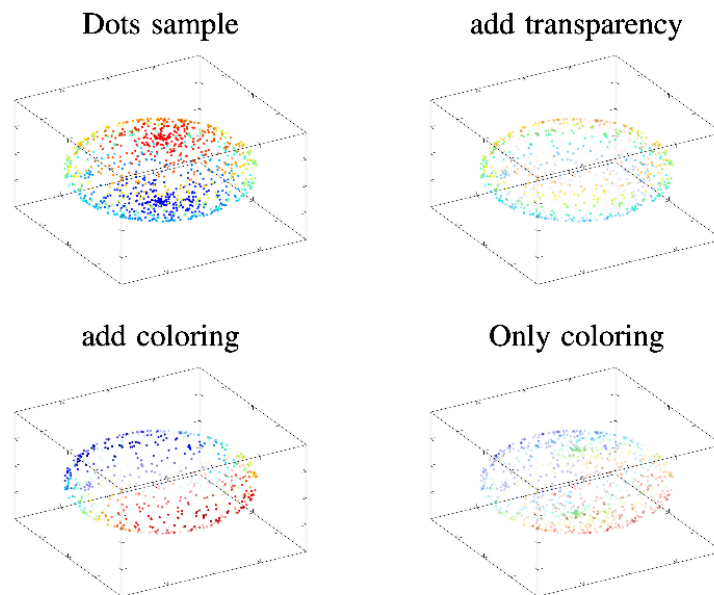 Dots sample
add transparency
add coloring
Only coloring